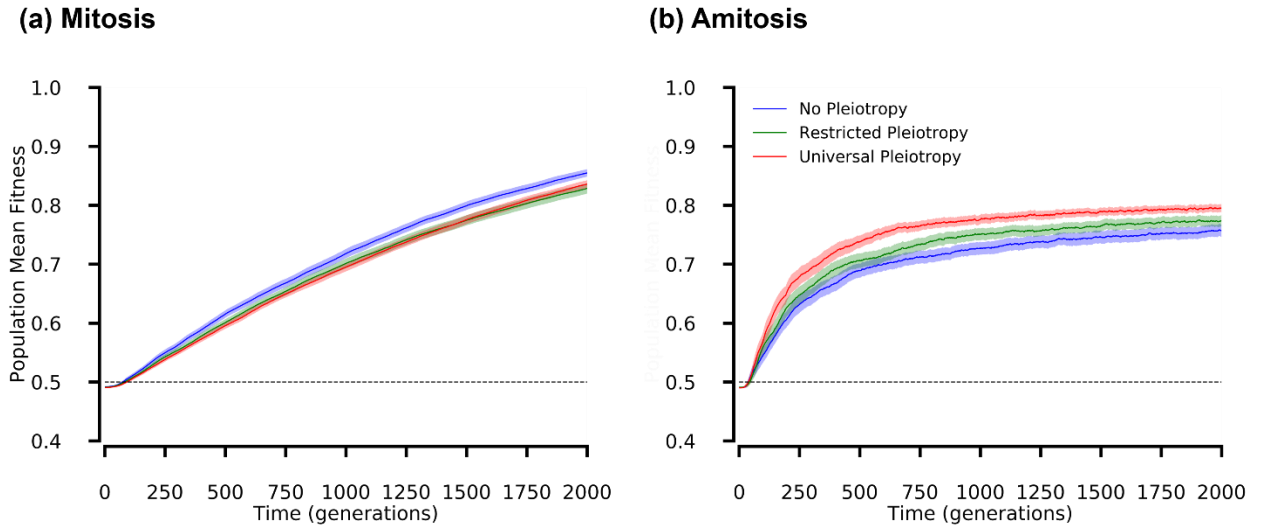 (a) Mitosis
(b) Amitosis
Population Mean Fitness
1.0
0.9
0.8
0.7
0.6
0.5
0.4
0 250 500 750 1000 1250 1500 1750 2000
Time (generations)
Population Mean Fitness
1.0
0.9
0.8
0.7
0.6
0.5
0.4
No Pleiotropy
Restricted Pleiotropy
Universal Pleiotropy
0 250 500 750 1000 1250 1500 1750 2000
Time (generations)